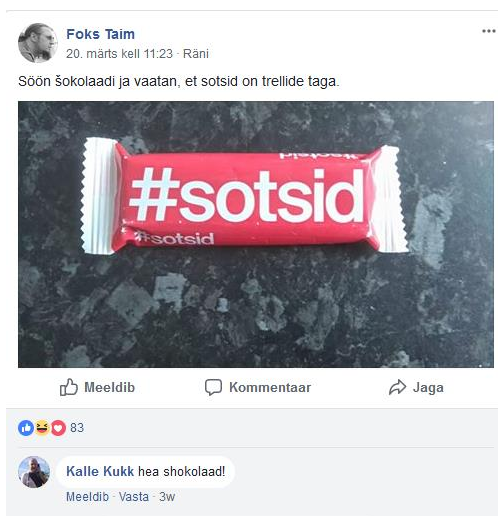 Foks Taim
20. märts kell 11:23 · Räni
Söön šokolaadi ja vaatan, et sotsid on trellide taga.
#sotsid
#sotsid
#sotsid
Meeldib
Kommentaar
Jaga
83
Kalle Kukk hea shokolaad!
Meeldib · Vasta · 3w